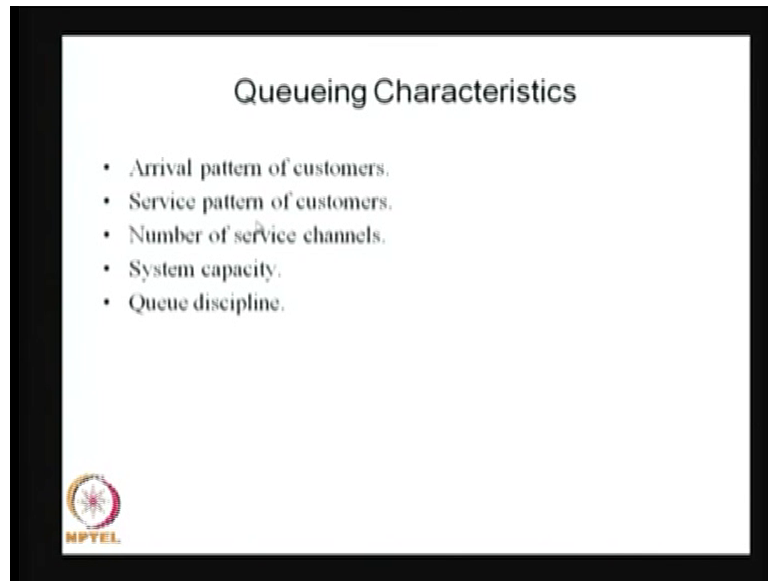 Queueing Characteristics
• Arrival pattern of customers.
• Service pattern of customers.
• Number of service channels.
• System capacity.
• Queue discipline.
NPTEL